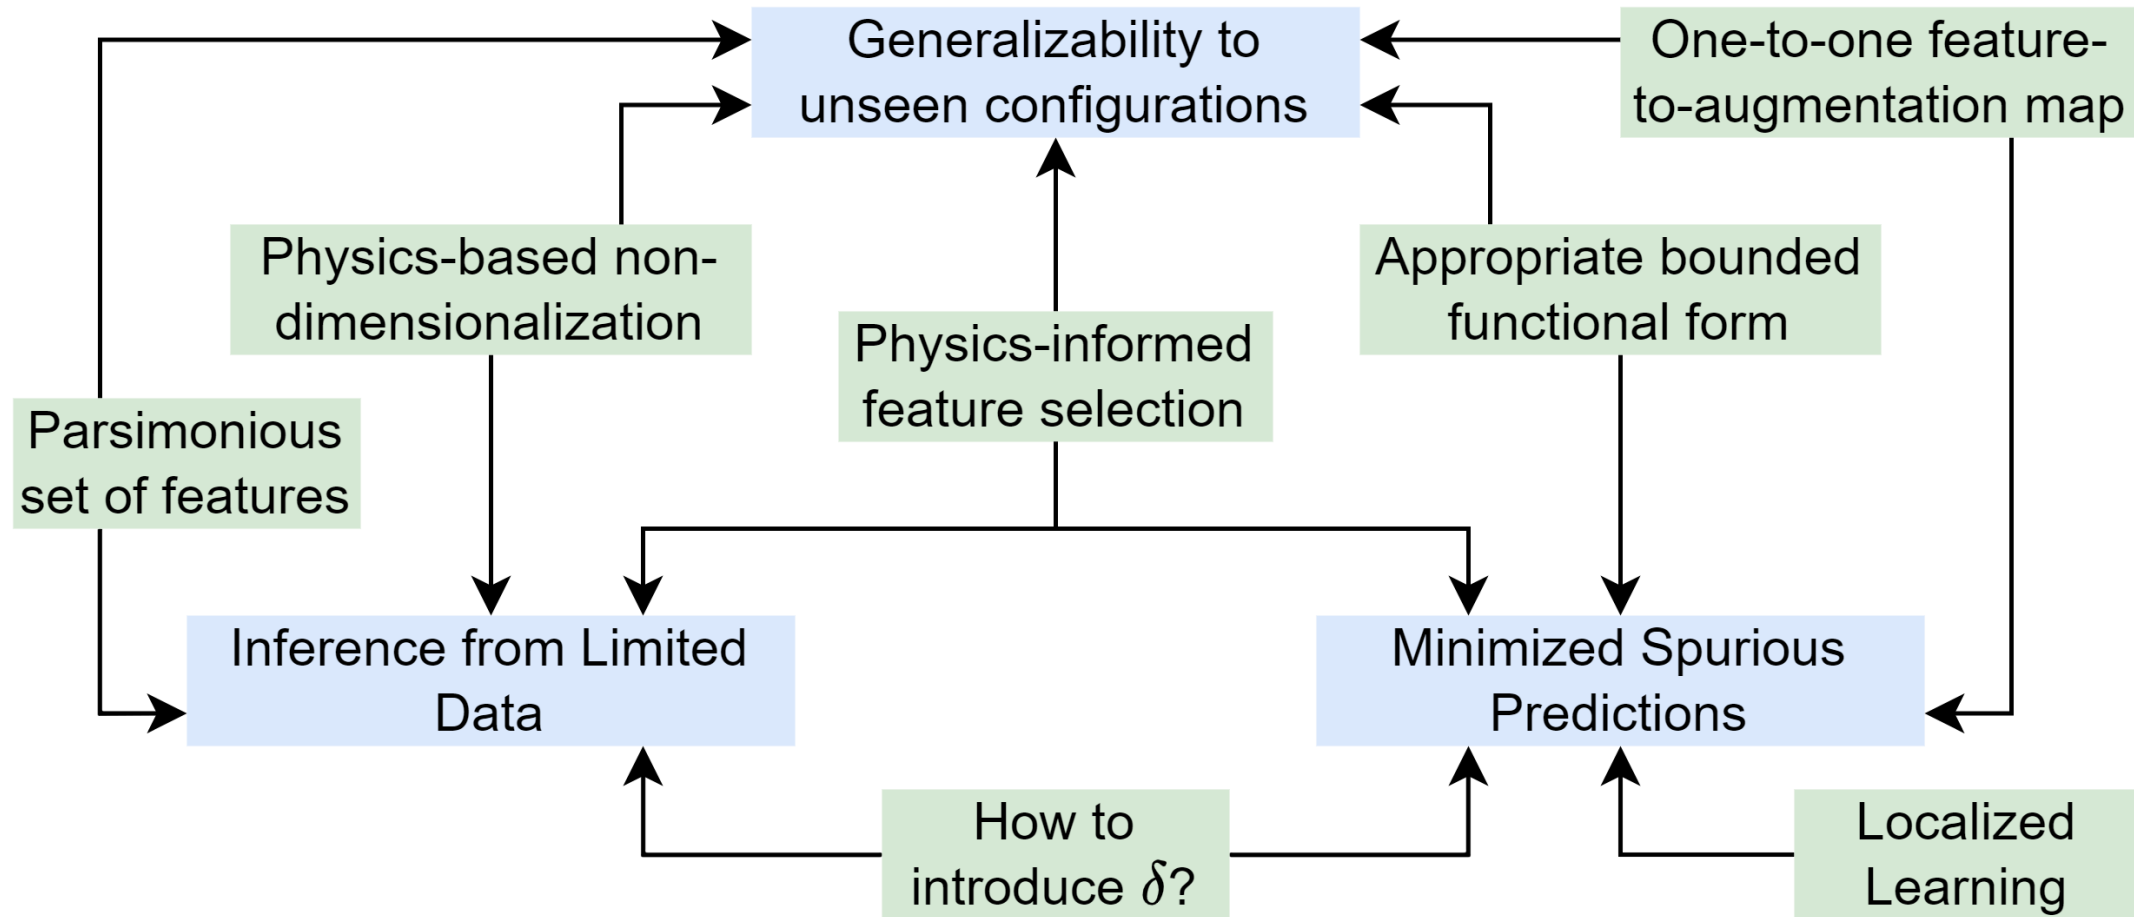 Generalizability to
unseen configurations
One-to-one feature-
to-augmentation map
Physics-based non-
dimensionalization
Appropriate bounded
functional form
Physics-informed
feature selection
Parsimonious
set of features
Inference from Limited
Data
Minimized Spurious
Predictions
How to
introduce δ?
Localized
Learning